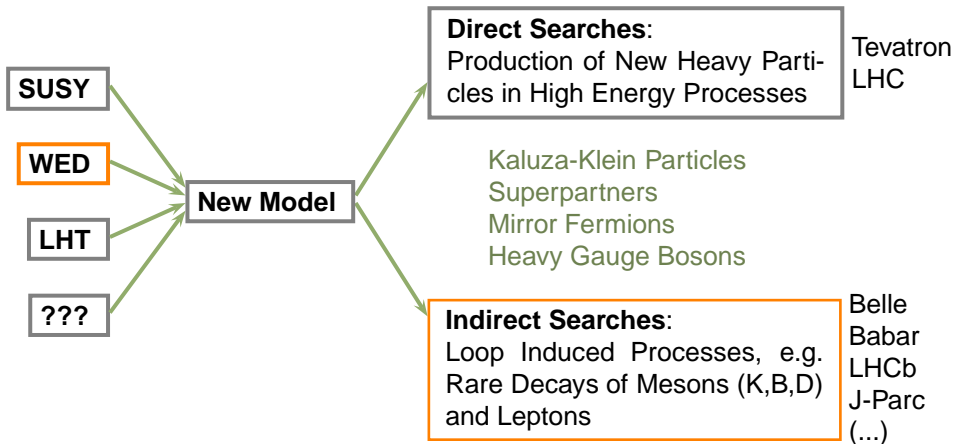 SUSY
WED
LHT
???
New Model
Direct Searches:
Production of New Heavy Parti-
cles in High Energy Processes
Tevatron
LHC
Kaluza-Klein Particles
Superpartners
Mirror Fermions
Heavy Gauge Bosons
Indirect Searches:
Loop Induced Processes, e.g.
Rare Decays of Mesons (K,B,D)
and Leptons
Belle
Babar
LHCb
J-Parc
(...)